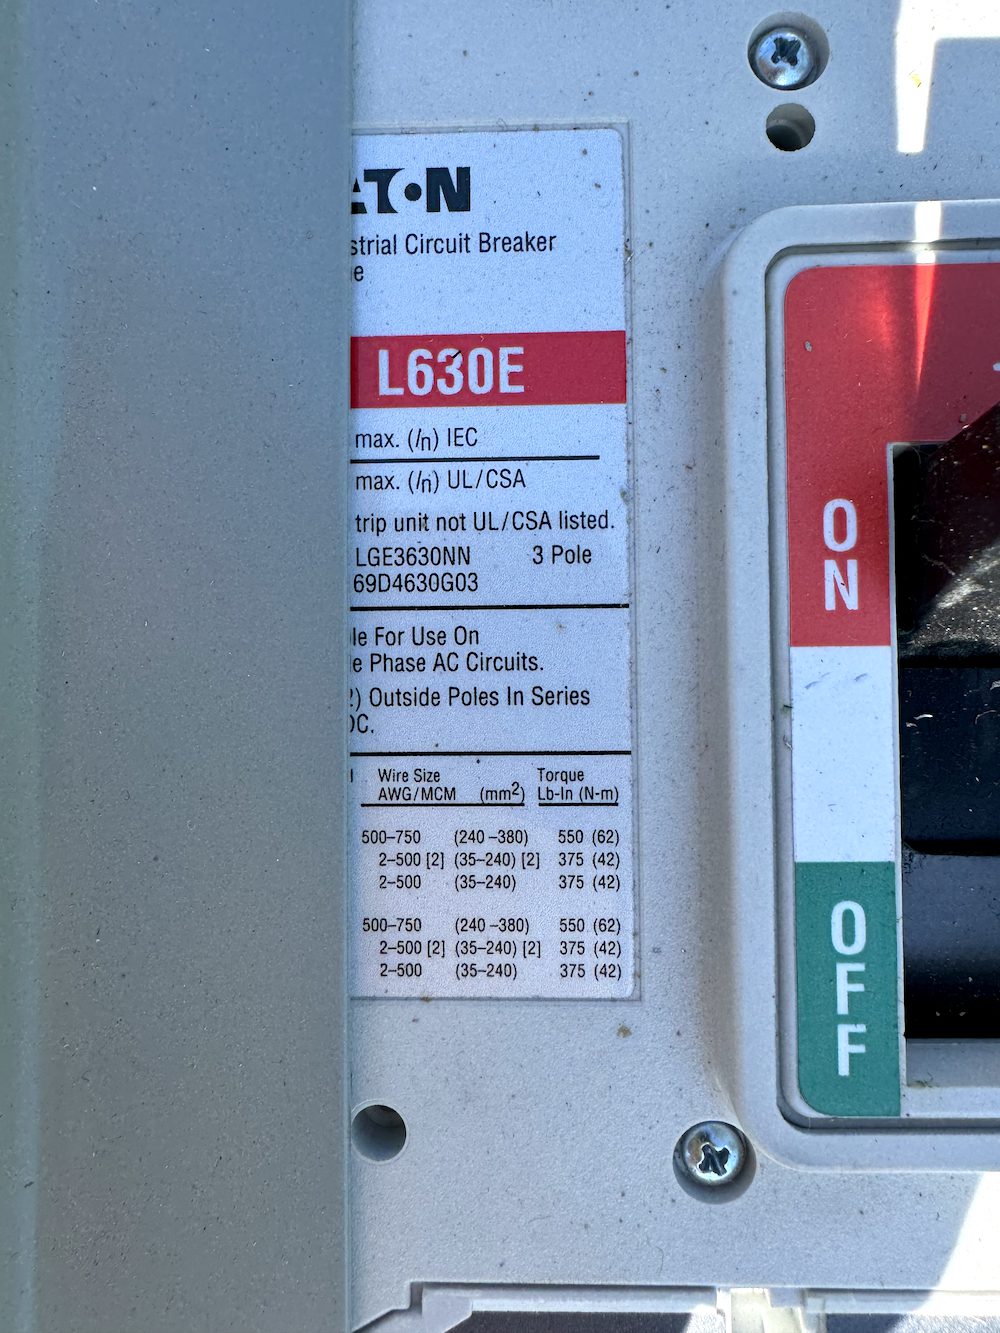 ATON
strial Circuit Breaker
e
L630E
max. (In) IEC
max. (In) UL/CSA
trip unit not UL/CSA listed.
LGE3630NN 3 Pole
69D4630G03
le For Use On
e Phase AC Circuits.
2) Outside Poles In Series
DC.
Wire Size Torque
AWG/MCM (mm²) Lb-In (N-m)
500–750 (240–380) 550 (62)
2–500 [2] (35–240) [2] 375 (42)
2–500 (35–240) 375 (42)
500–750 (240–380) 550 (62)
2–500 [2] (35–240) [2] 375 (42)
2–500 (35–240) 375 (42)
ON
OFF